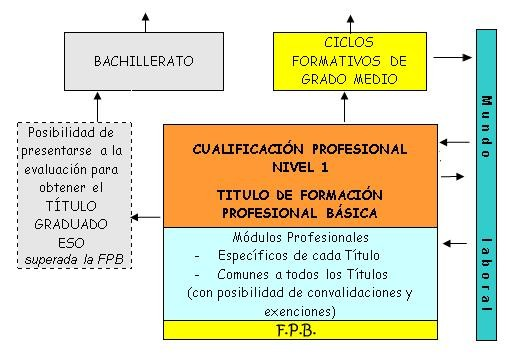 BACHILLERATO
CICLOS
FORMATIVOS DE
GRADO MEDIO
Posibilidad de
presentarse a la
evaluación para
obtener el
TÍTULO
GRADUADO
ESO
superada la FPB
CUALIFICACIÓN PROFESIONAL
NIVEL 1
TITULO DE FORMACIÓN
PROFESIONAL BÁSICA
Módulos Profesionales
- Específicos de cada Título
- Comunes a todos los Títulos
(con posibilidad de convalidaciones y
exenciones)
F.P.B.
Mundo laboral